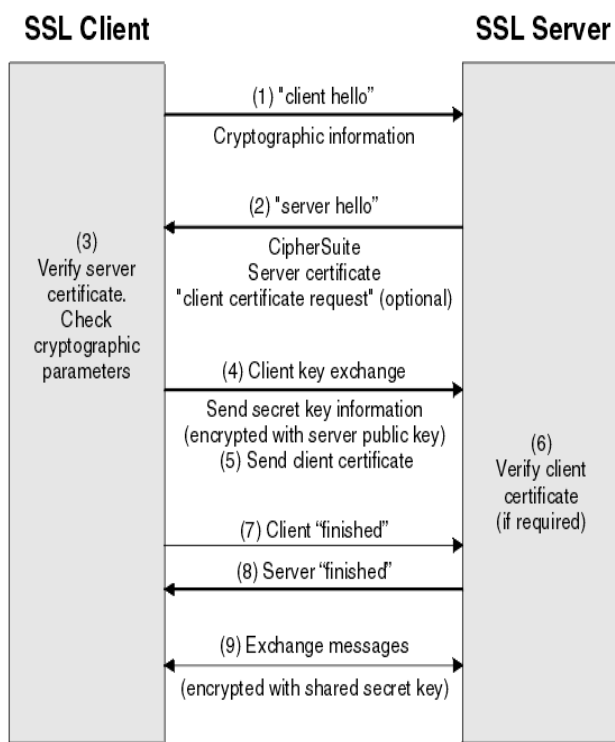 SSL Client
SSL Server
(1) "client hello"
Cryptographic information
(2) "server hello"
CipherSuite
Server certificate
"client certificate request" (optional)
(3)
Verify server
certificate.
Check
cryptographic
parameters
(4) Client key exchange
Send secret key information
(encrypted with server public key)
(5) Send client certificate
(6)
Verify client
certificate
(if required)
(7) Client “finished”
(8) Server “finished”
(9) Exchange messages
(encrypted with shared secret key)